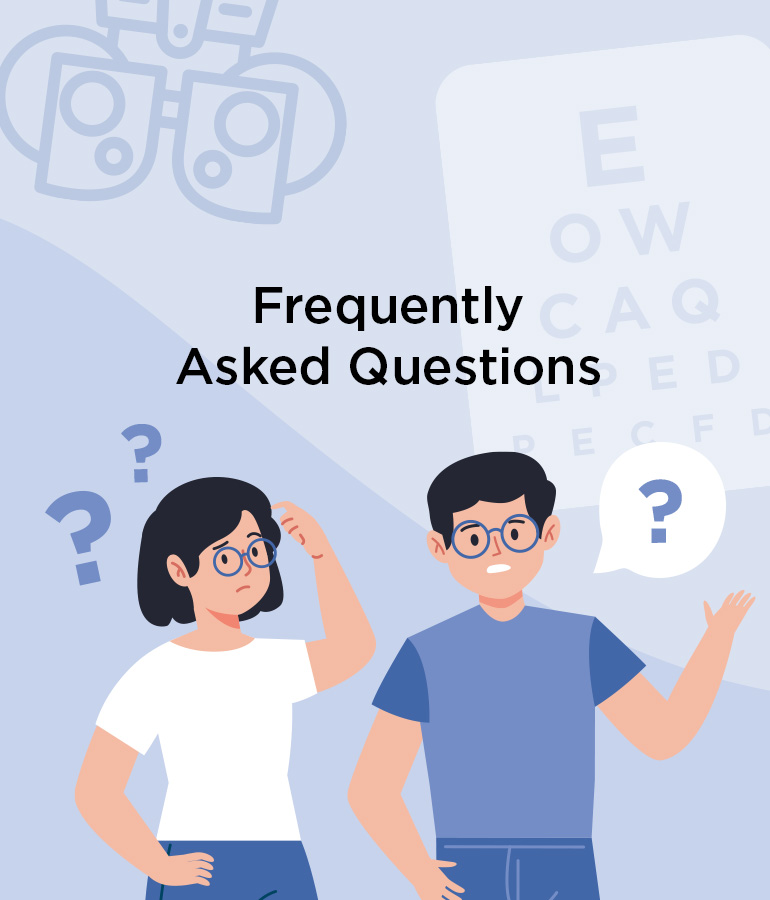 E
O W
C A Q
L P E D
P E C F D
Frequently
Asked Questions
?
?
?